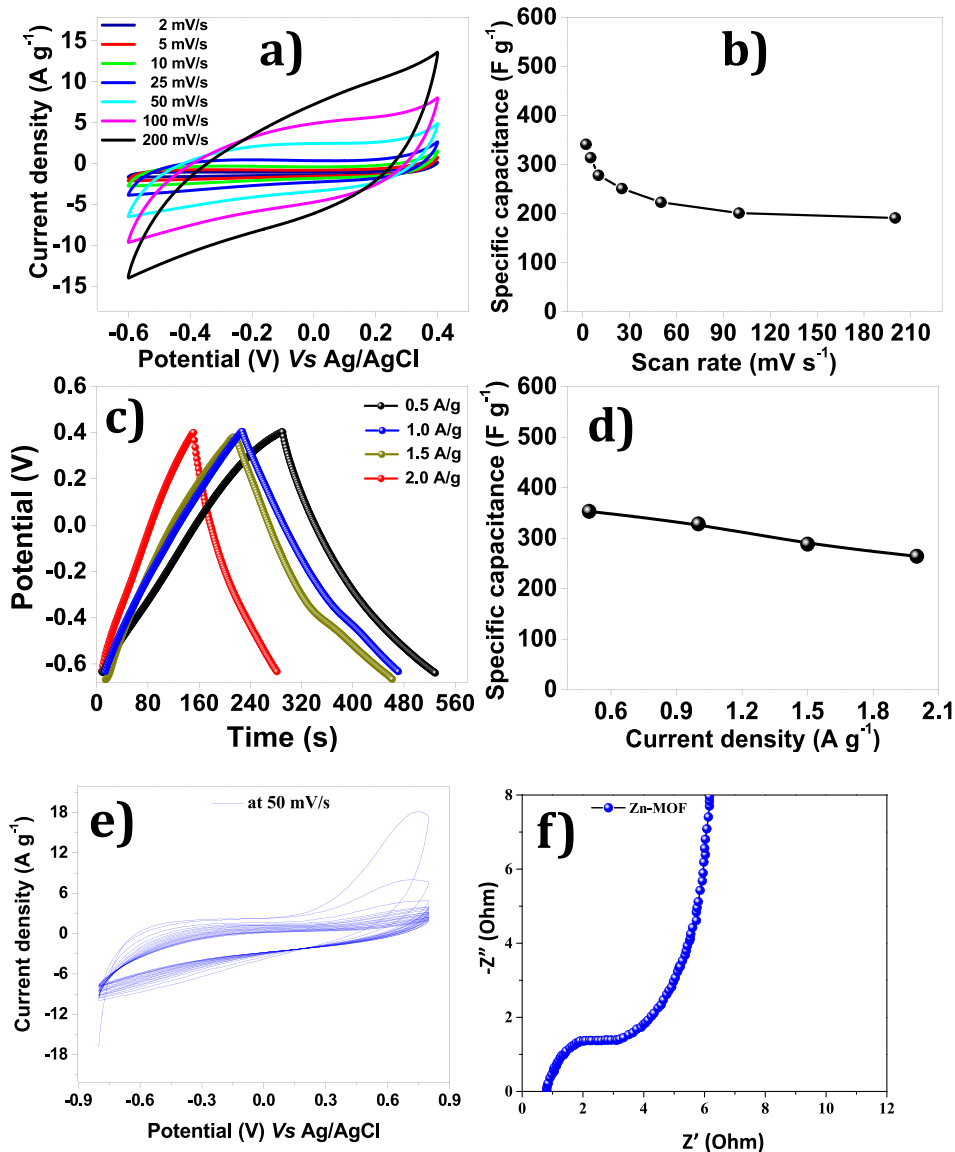 a)
2 mV/s
5 mV/s
10 mV/s
25 mV/s
50 mV/s
100 mV/s
200 mV/s
15
10
5
0
-5
-10
-15
Current density (A g⁻¹)
-0.6 -0.4 -0.2 0.0 0.2 0.4
Potential (V) Vs Ag/AgCl
b)
600
500
400
300
200
100
0
Specific capacitance (F g⁻¹)
0 30 60 90 120 150 180 210
Scan rate (mV s⁻¹)
c)
0.5 A/g
1.0 A/g
1.5 A/g
2.0 A/g
0.6
0.4
0.2
0.0
-0.2
-0.4
-0.6
Potential (V)
0 80 160 240 320 400 480 560
Time (s)
d)
600
500
400
300
200
100
0
Specific capacitance (F g⁻¹)
0.6 0.9 1.2 1.5 1.8 2.1
Current density (A g⁻¹)
e)
at 50 mV/s
18
12
6
0
-6
-12
-18
Current density (A g⁻¹)
-0.9 -0.6 -0.3 0.0 0.3 0.6 0.9
Potential (V) Vs Ag/AgCl
f)
Zn-MOF
8
6
4
2
0
-Z'' (Ohm)
0 2 4 6 8 10 12
Z' (Ohm)